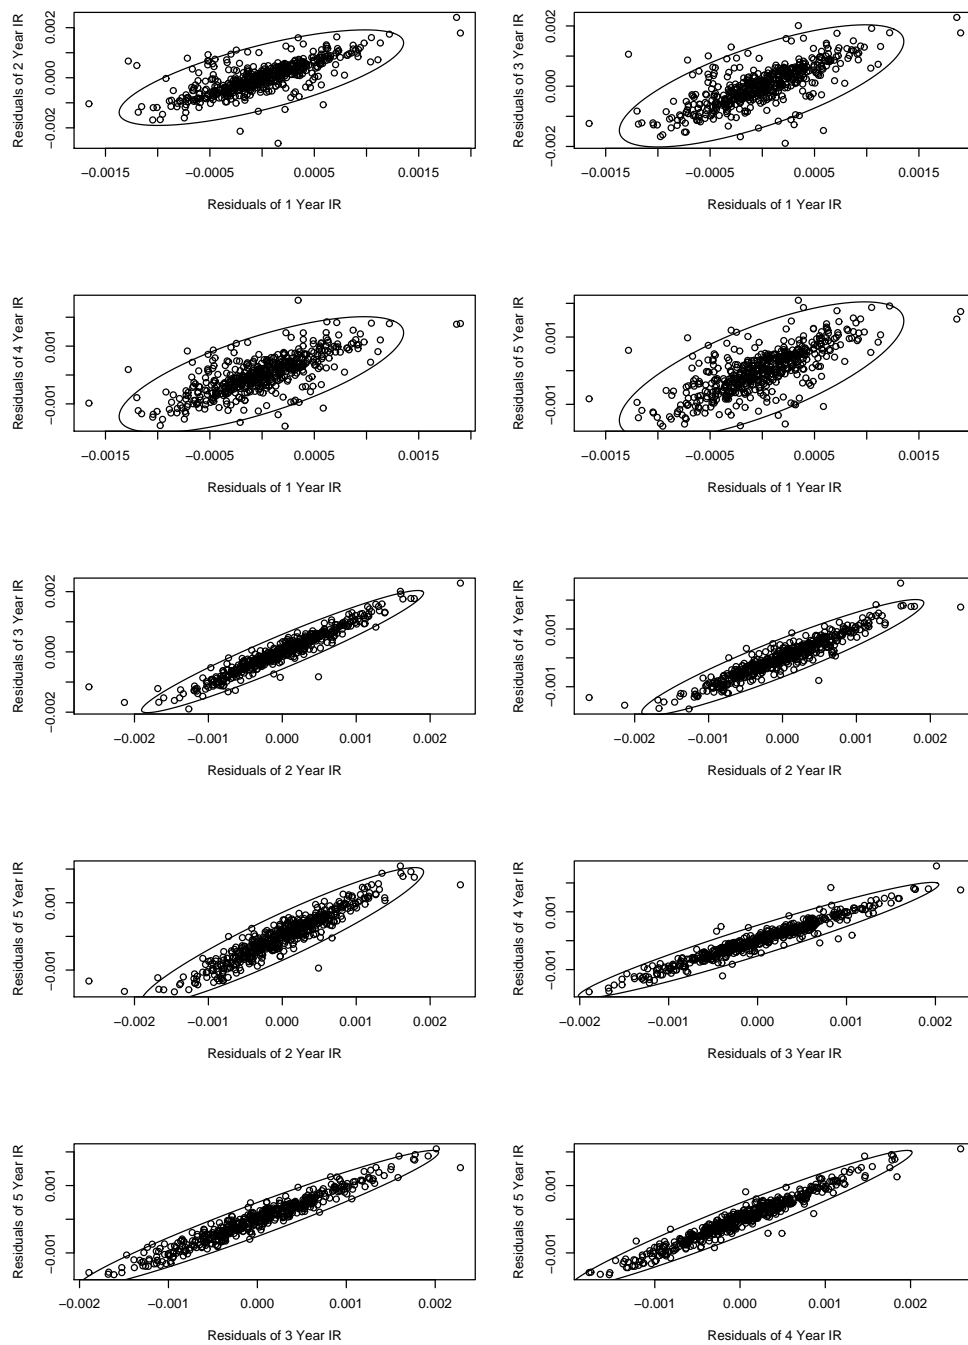 Residuals of 2 Year IR
−0.002 0.000 0.002
−0.0015 −0.0005 0.0005 0.0015
Residuals of 1 Year IR
Residuals of 3 Year IR
−0.002 0.000 0.002
−0.0015 −0.0005 0.0005 0.0015
Residuals of 1 Year IR
Residuals of 4 Year IR
−0.001 0.001
−0.0015 −0.0005 0.0005 0.0015
Residuals of 1 Year IR
Residuals of 5 Year IR
−0.001 0.001
−0.0015 −0.0005 0.0005 0.0015
Residuals of 1 Year IR
Residuals of 3 Year IR
−0.002 0.000 0.002
−0.002 −0.001 0.000 0.001 0.002
Residuals of 2 Year IR
Residuals of 4 Year IR
−0.001 0.001
−0.002 −0.001 0.000 0.001 0.002
Residuals of 2 Year IR
Residuals of 5 Year IR
−0.001 0.001
−0.002 −0.001 0.000 0.001 0.002
Residuals of 2 Year IR
Residuals of 4 Year IR
−0.001 0.001
−0.002 −0.001 0.000 0.001 0.002
Residuals of 3 Year IR
Residuals of 5 Year IR
−0.001 0.001
−0.002 −0.001 0.000 0.001 0.002
Residuals of 3 Year IR
Residuals of 5 Year IR
−0.001 0.001
−0.001 0.000 0.001 0.002
Residuals of 4 Year IR